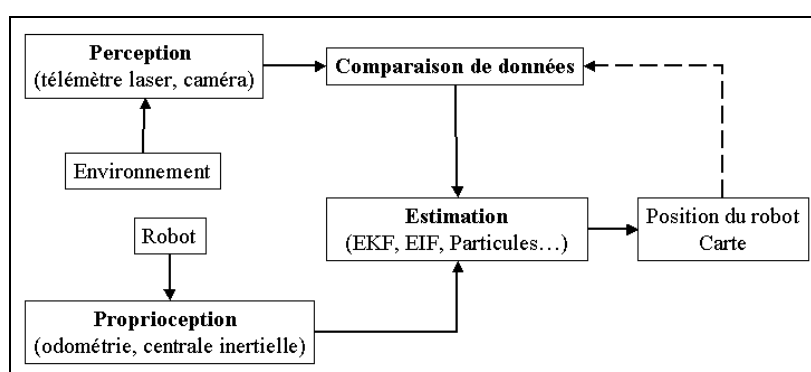 Perception
(télémètre laser, caméra)
Comparaison de données
Environnement
Robot
Estimation
(EKF, EIF, Particules…)
Position du robot
Carte
Proprioception
(odométrie, centrale inertielle)